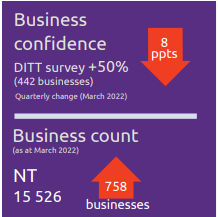 Business
confidence
DITT survey +50%
(442 businesses)
Quarterly change (March 2022)
8
ppts
Business count
(as at March 2022)
NT
15 526
758
businesses